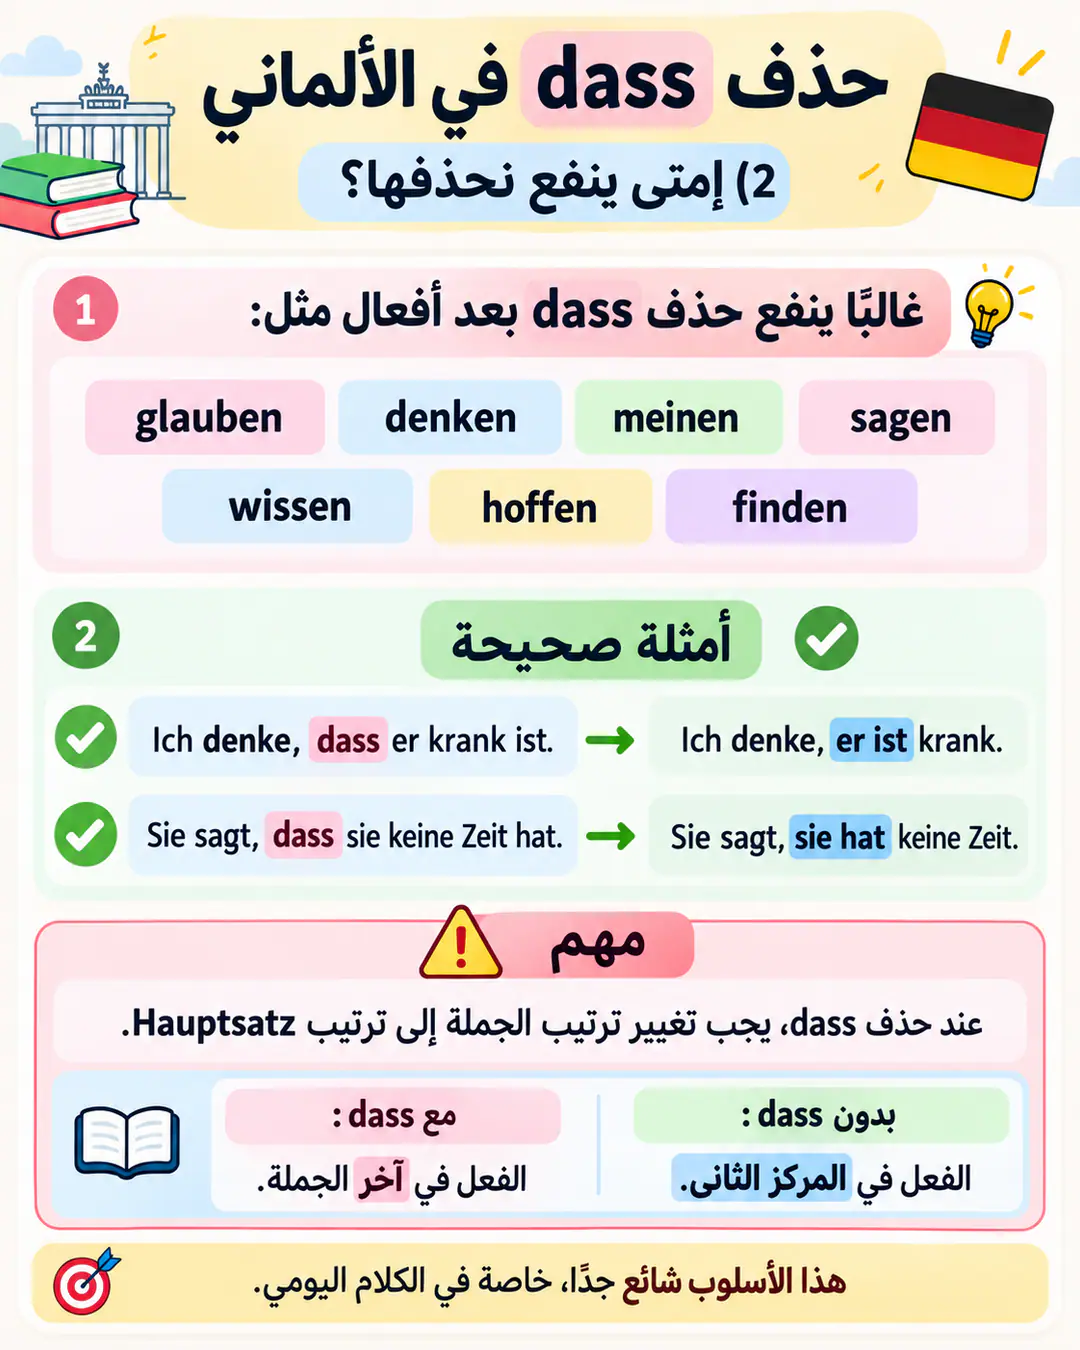 حذف dass في الألماني
2) إمتى ينفع نحذفها؟
1
غالبًا ينفع حذف dass بعد أفعال مثل:
glauben denken meinen sagen
wissen hoffen finden
2
أمثلة صحيحة
Ich denke, dass er krank ist. → Ich denke, er ist krank.
Sie sagt, dass sie keine Zeit hat. → Sie sagt, sie hat keine Zeit.
مهم
عند حذف dass، يجب تغيير ترتيب الجملة إلى ترتيب Hauptsatz.
بدون dass :
الفعل في المركز الثانى.
مع dass :
الفعل في آخر الجملة.
هذا الأسلوب شائع جدًا، خاصة في الكلام اليومي.